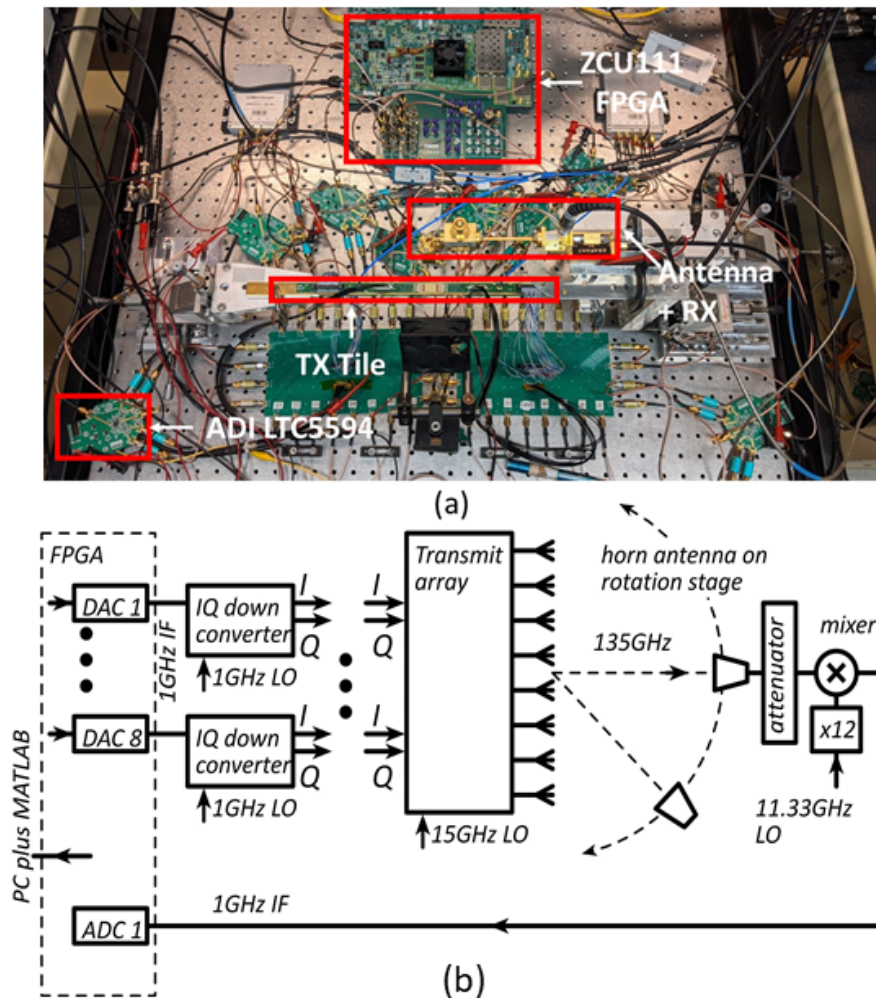 ZCU111
FPGA
Antenna
+ RX
TX Tile
ADI LTC5594
(a)
FPGA
DAC 1
1GHz IF
IQ down
converter
I
Q
1GHz LO
I
Q
Transmit
array
horn antenna on
rotation stage
135GHz
attenuator
mixer
x12
11.33GHz
LO
DAC 8
IQ down
converter
I
Q
1GHz LO
I
Q
15GHz LO
PC plus MATLAB
ADC 1
1GHz IF
(b)